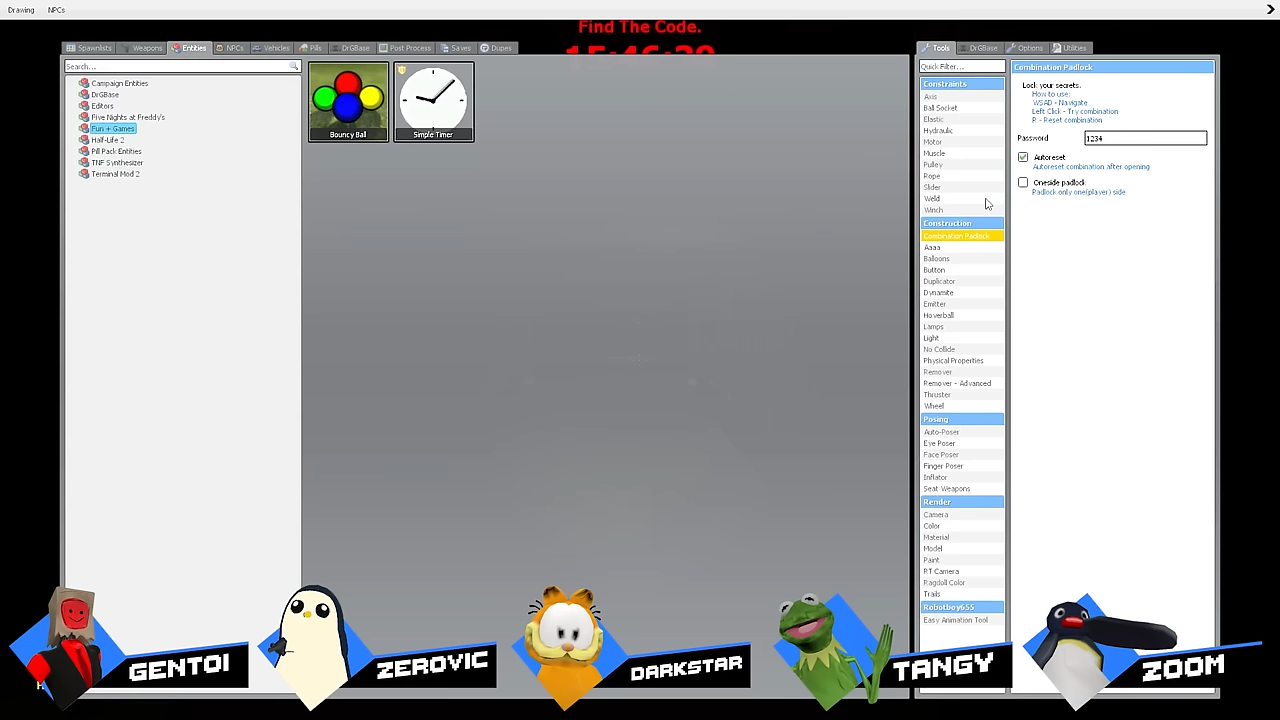 Drawing NPCs
Find The Code.
15:46:20
Spawnlists Weapons Entities NPCs Vehicles Pills DrGBase Post Process Saves Dupes
Search...
Campaign Entities
DrGBase
Editors
Five Nights at Freddy's
Fun + Games
Half-Life 2
Pill Pack Entities
TNF Synthesizer
Terminal Mod 2
Bouncy Ball
Simple Timer
Tools DrGBase Options Utilities
Quick Filter...
Constraints
Axis
Ball Socket
Elastic
Hydraulic
Motor
Muscle
Pulley
Rope
Slider
Weld
Winch
Construction
Combination Padlock
Aaaa
Balloons
Button
Duplicator
Dynamite
Emitter
Hoverball
Lamps
Light
No Collide
Physical Properties
Remover
Remover - Advanced
Thruster
Wheel
Posing
Auto-Poser
Eye Poser
Face Poser
Finger Poser
Inflator
Seat Weapons
Render
Camera
Color
Material
Model
Paint
RT Camera
Ragdoll Color
Trails
Robotboy655
Easy Animation Tool
Combination Padlock
Lock your secrets.
How to use:
WSAD - Navigate
Left Click - Try combination
R - Reset combination
Password 1234
Autoreset
Autoreset combination after opening
Oneside padlock
Padlock only one(player) side
GENTOI
ZEROVIC
DARKSTAR
TANGY
ZOOM